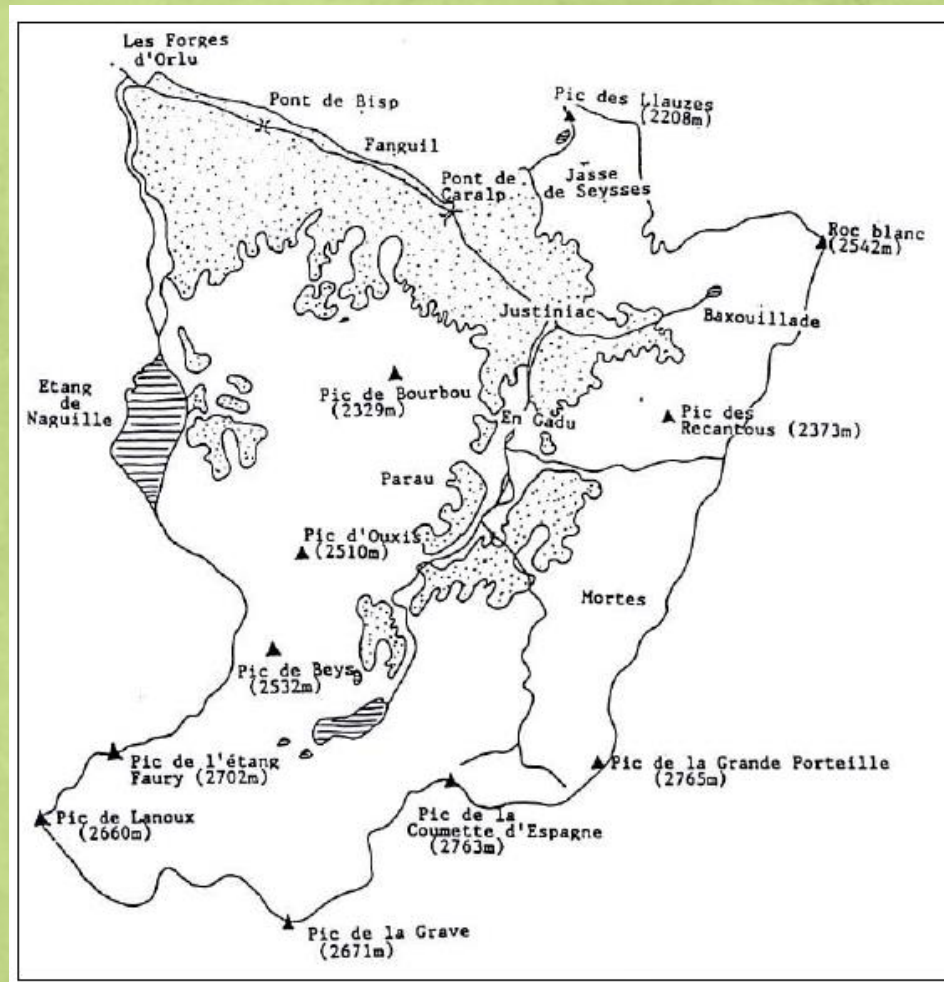 Les Forges
d'Orlu
Pont de Bisp
Pic des Llauzes
(2208m)
Fanguil
Pont de
Caralp
Jasse
de Seysses
Roc blanc
(2542m)
Justiniac
Baxouillade
Etang
de
Naguille
Pic de Bourbou
(2329m)
En Gadu
Pic des
Recantous (2373m)
Parau
Pic d'Ouxis
(2510m)
Mortes
Pic de Beys
(2532m)
Pic de l'étang
Faury (2702m)
Pic de la Grande Porteille
(2765m)
Pic de Lanoux
(2660m)
Pic de la
Coumette d'Espagne
(2763m)
Pic de la Grave
(2671m)